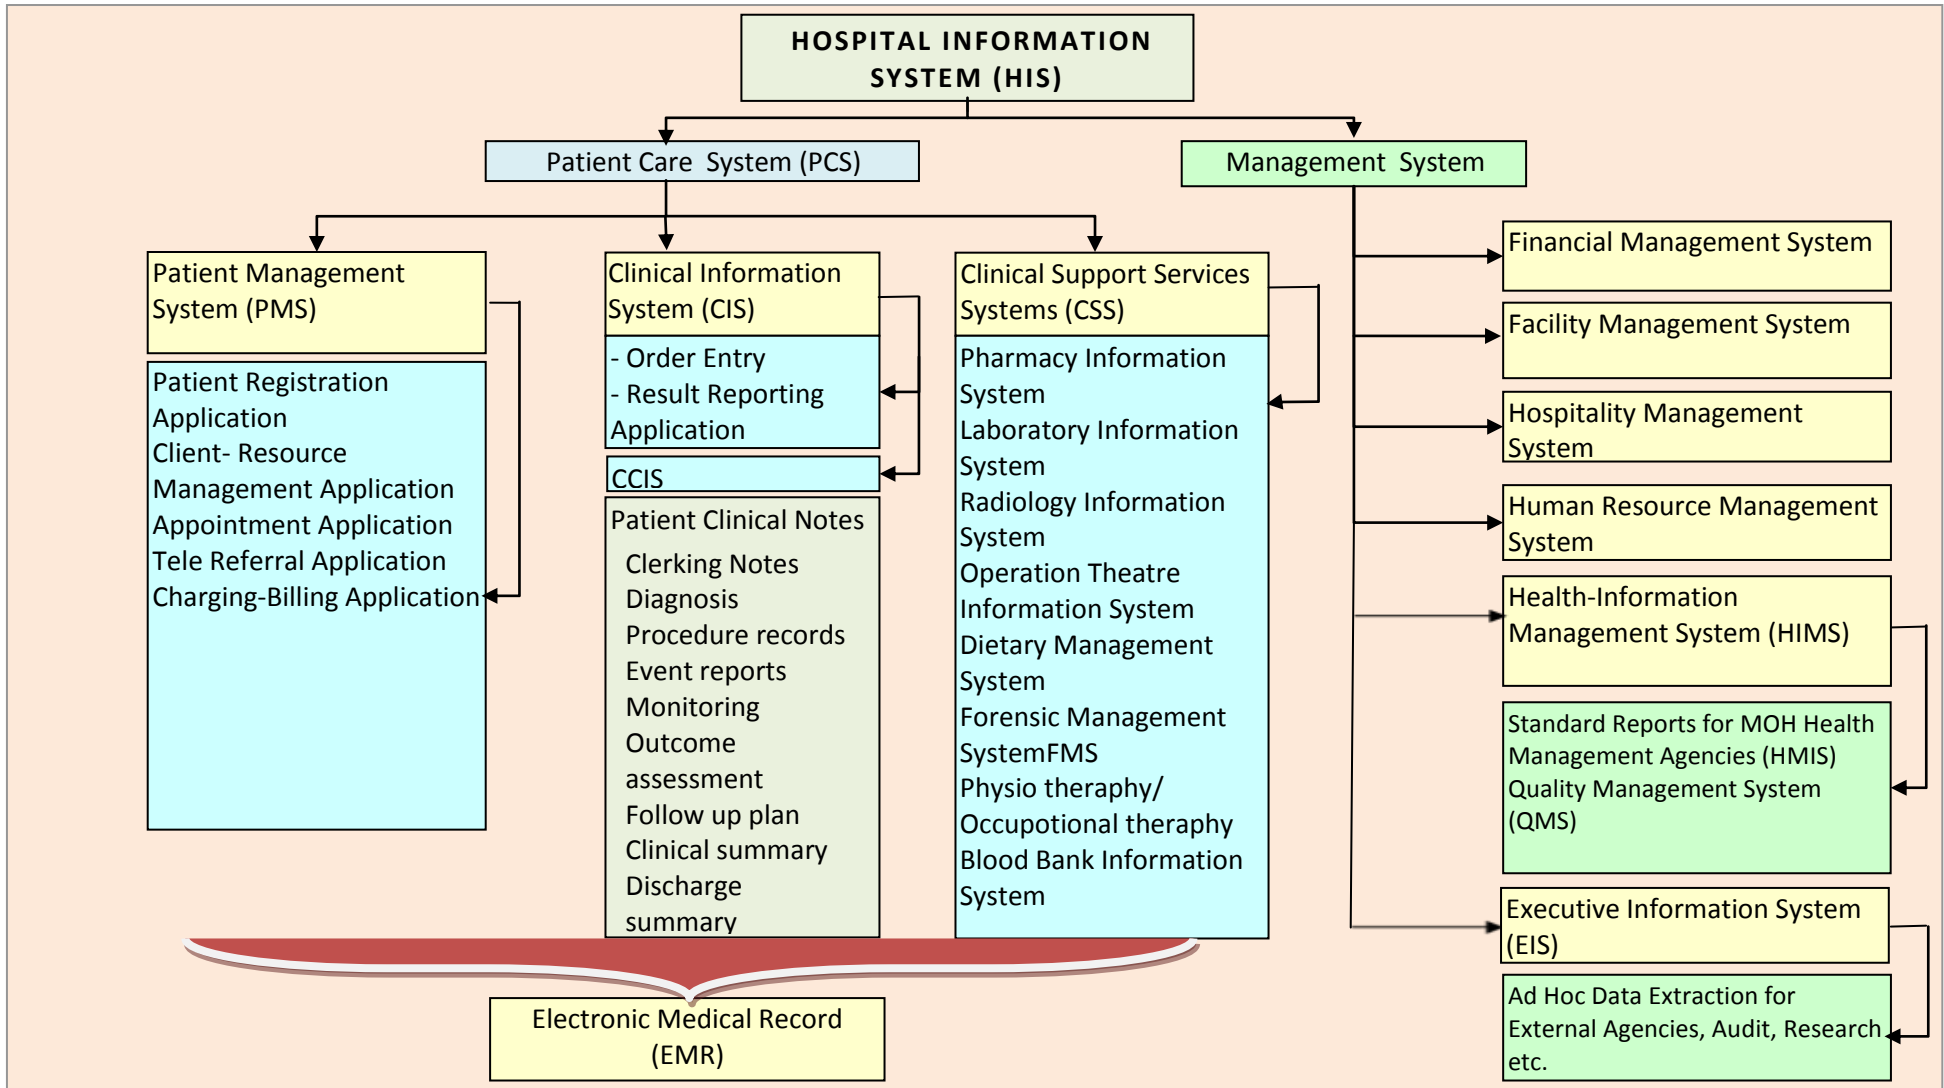 HOSPITAL INFORMATION
SYSTEM (HIS)
Patient Care System (PCS)
Management System
Patient Management
System (PMS)
Patient Registration
Application
Client- Resource
Management Application
Appointment Application
Tele Referral Application
Charging-Billing Application
Clinical Information
System (CIS)
- Order Entry
- Result Reporting
Application
CCIS
Patient Clinical Notes
Clerking Notes
Diagnosis
Procedure records
Event reports
Monitoring
Outcome
assessment
Follow up plan
Clinical summary
Discharge
summary
Clinical Support Services
Systems (CSS)
Pharmacy Information
System
Laboratory Information
System
Radiology Information
System
Operation Theatre
Information System
Dietary Management
System
Forensic Management
SystemFMS
Physio theraphy/
Occupotional theraphy
Blood Bank Information
System
Financial Management System
Facility Management System
Hospitality Management
System
Human Resource Management
System
Health-Information
Management System (HIMS)
Standard Reports for MOH Health
Management Agencies (HMIS)
Quality Management System
(QMS)
Executive Information System
(EIS)
Ad Hoc Data Extraction for
External Agencies, Audit, Research
etc.
Electronic Medical Record
(EMR)